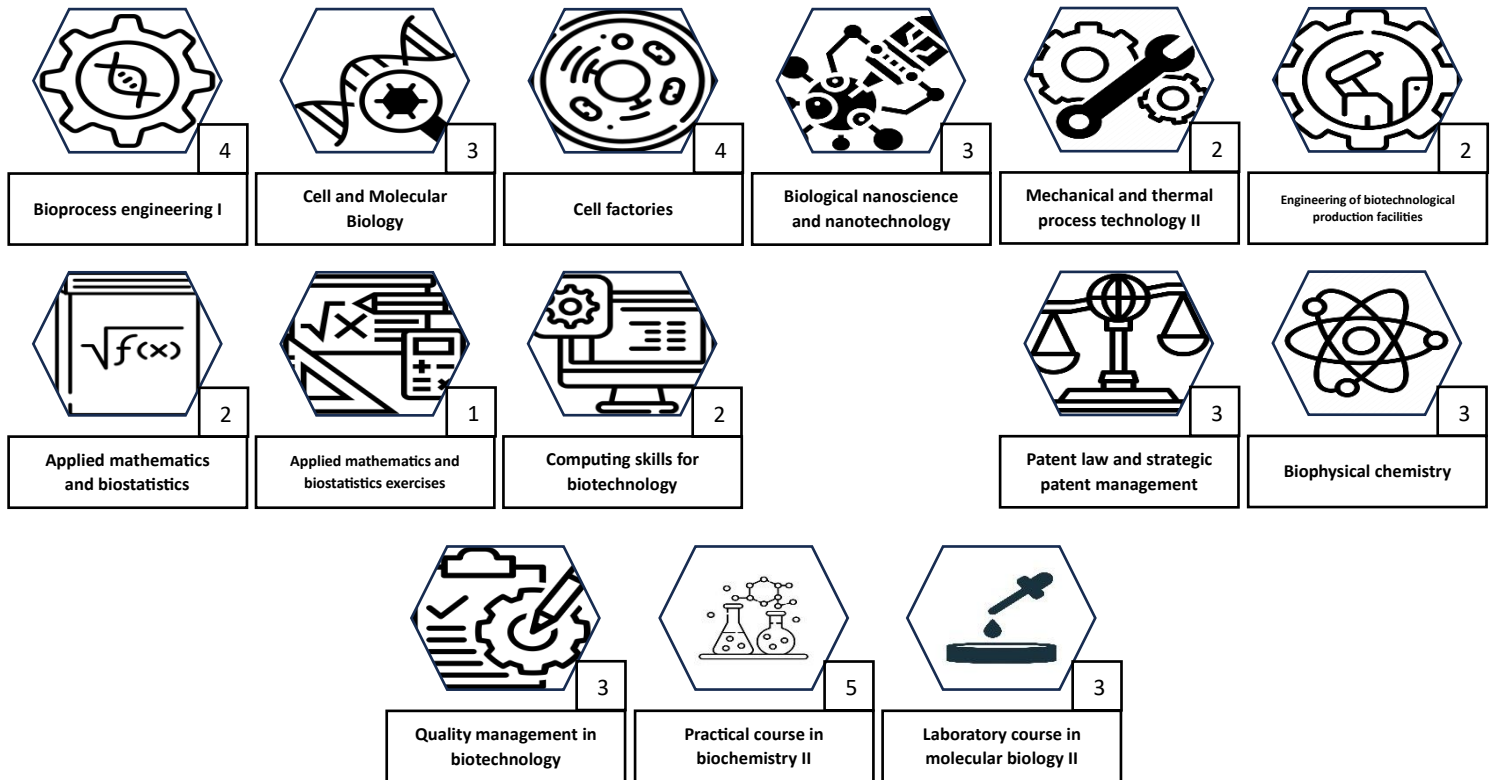 4
Bioprocess engineering I
3
Cell and Molecular
Biology
4
Cell factories
3
Biological nanoscience
and nanotechnology
2
Mechanical and thermal
process technology II
2
Engineering of biotechnological
production facilities
√f(x)
2
Applied mathematics
and biostatistics
√x
1
Applied mathematics and
biostatistics exercises
2
Computing skills for
biotechnology
3
Patent law and strategic
patent management
3
Biophysical chemistry
3
Quality management in
biotechnology
5
Practical course in
biochemistry II
3
Laboratory course in
molecular biology II